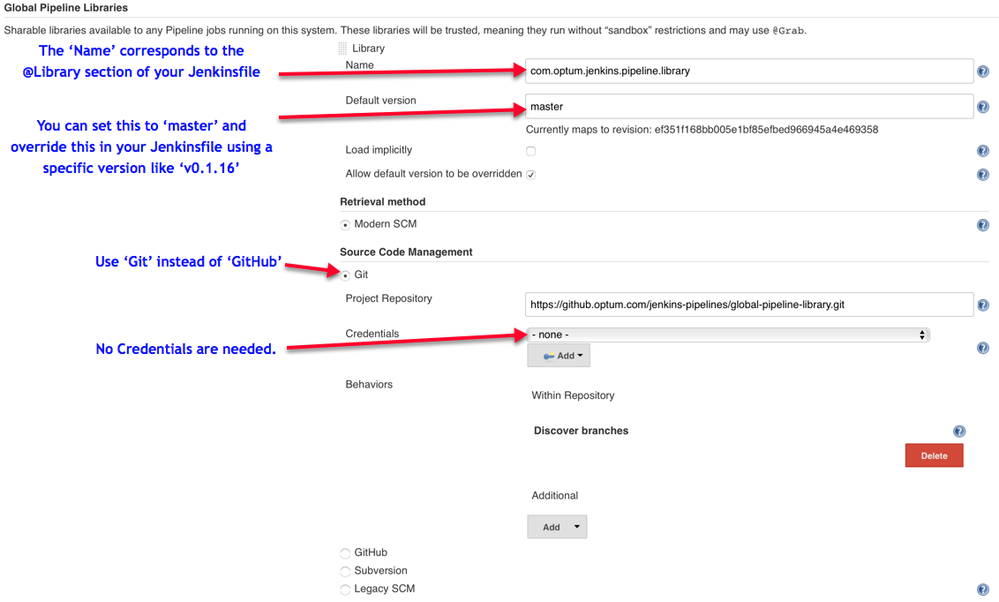 Global Pipeline Libraries
Sharable libraries available to any Pipeline jobs running on this system. These libraries will be trusted, meaning they run without “sandbox” restrictions and may use @Grab.
The ‘Name’ corresponds to the
@Library section of your Jenkinsfile
Library
Name
com.optum.jenkins.pipeline.library
Default version
master
You can set this to ‘master’ and
override this in your Jenkinsfile using a
specific version like ‘v0.1.16’
Currently maps to revision: ef351f168bb005e1bf85efbed966945a4e469358
Load implicitly
Allow default version to be overridden
Retrieval method
Modern SCM
Source Code Management
Use ‘Git’ instead of ‘GitHub’
Git
Project Repository
https://github.optum.com/jenkins-pipelines/global-pipeline-library.git
Credentials
- none -
No Credentials are needed.
Add
Behaviors
Within Repository
Discover branches
Delete
Additional
Add
GitHub
Subversion
Legacy SCM